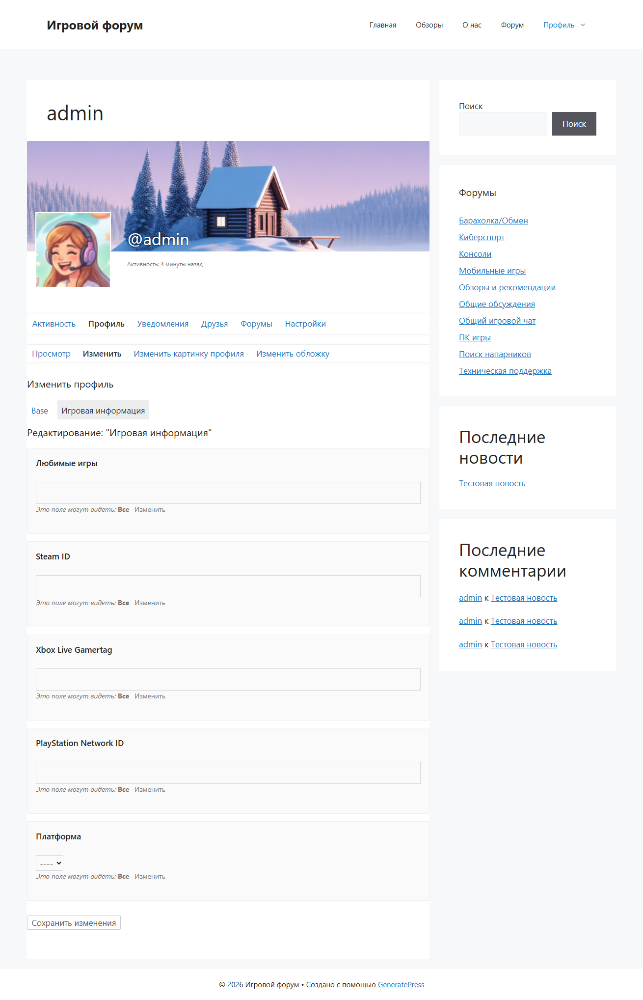 Игровой форум
Главная
Обзоры
О нас
Форум
Профиль
admin
@admin
Активность: 4 минуты назад
Активность
Профиль
Уведомления
Друзья
Форумы
Настройки
Просмотр
Изменить
Изменить картинку профиля
Изменить обложку
Изменить профиль
Base
Игровая информация
Редактирование: "Игровая информация"
Любимые игры
Это поле могут видеть: Все Изменить
Steam ID
Это поле могут видеть: Все Изменить
Xbox Live Gamertag
Это поле могут видеть: Все Изменить
PlayStation Network ID
Это поле могут видеть: Все Изменить
Платформа
----
Это поле могут видеть: Все Изменить
Сохранить изменения
Поиск
Поиск
Форумы
Барахолка/Обмен
Киберспорт
Консоли
Мобильные игры
Обзоры и рекомендации
Общие обсуждения
Общий игровой чат
ПК игры
Поиск напарников
Техническая поддержка
Последние
новости
Тестовая новость
Последние
комментарии
admin к Тестовая новость
admin к Тестовая новость
admin к Тестовая новость
© 2026 Игровой форум • Создано с помощью GeneratePress